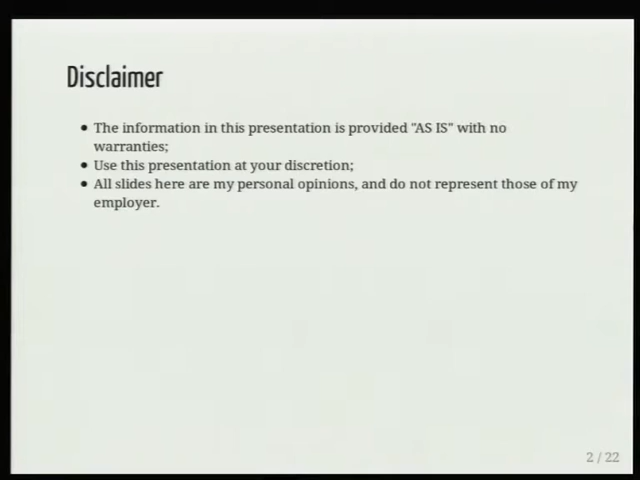 Disclaimer
• The information in this presentation is provided "AS IS" with no
warranties;
• Use this presentation at your discretion;
• All slides here are my personal opinions, and do not represent those of my
employer.
2 / 22